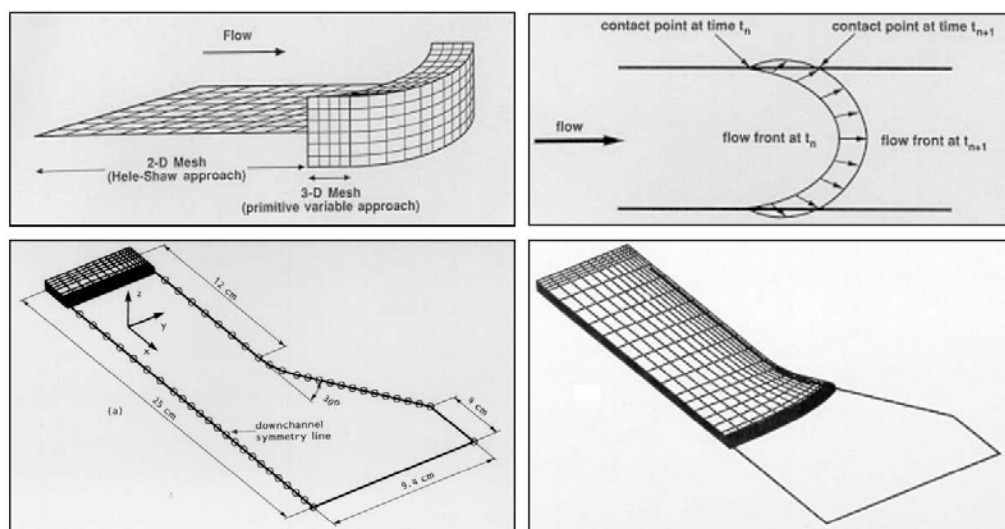 Flow
2-D Mesh
(Hele-Shaw approach)
3-D Mesh
(primitive variable approach)
contact point at time tn
contact point at time tn+1
flow
flow front at tn
flow front at tn+1
12 cm
z
y
x
30°
(a)
25 cm
downchannel
symmetry line
4 cm
9.4 cm